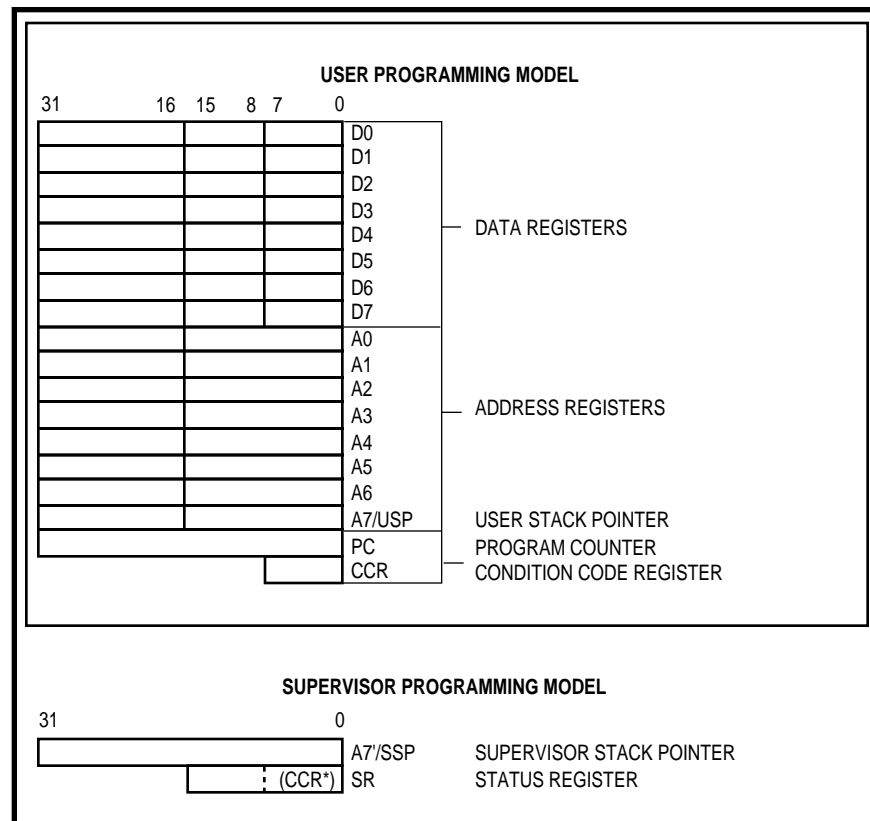 USER PROGRAMMING MODEL
31 16 15 8 7 0
D0
D1
D2
D3
D4 DATA REGISTERS
D5
D6
D7
A0
A1
A2
A3 ADDRESS REGISTERS
A4
A5
A6
A7/USP USER STACK POINTER
PC PROGRAM COUNTER
CCR CONDITION CODE REGISTER
SUPERVISOR PROGRAMMING MODEL
31 0
A7'/SSP SUPERVISOR STACK POINTER
(CCR*) SR STATUS REGISTER